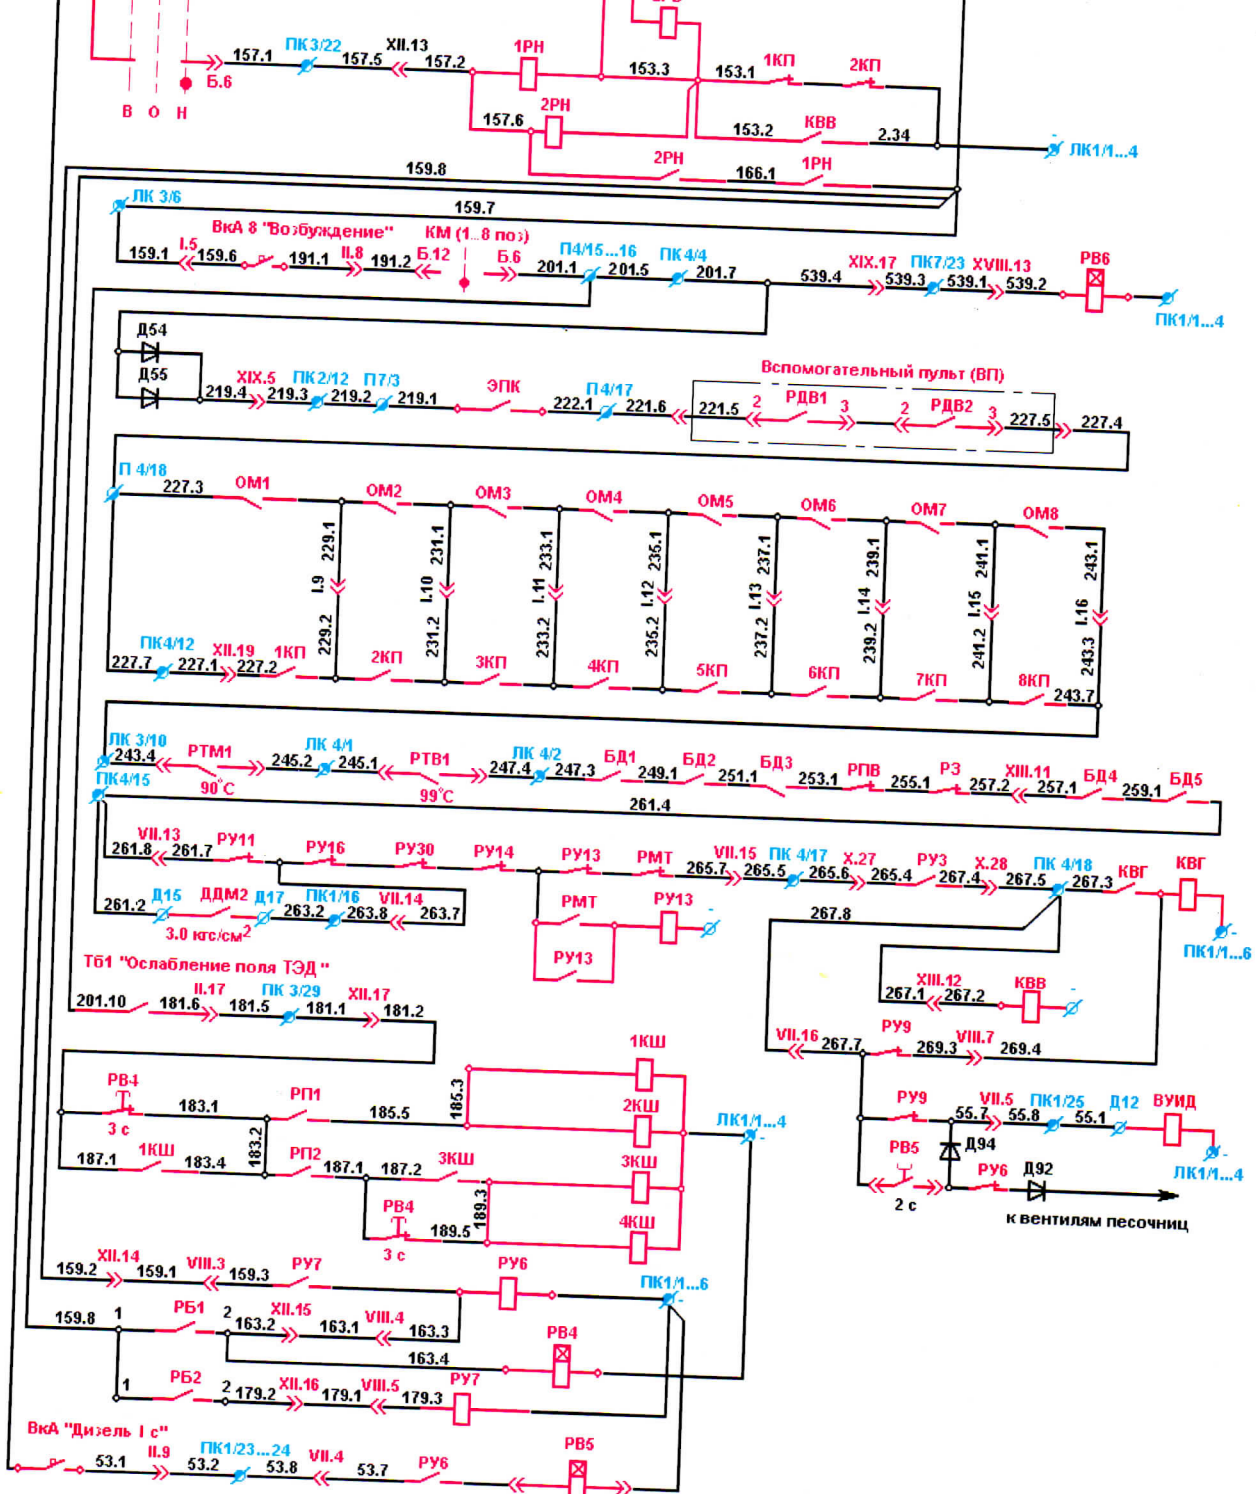 157.1 ПК3/22 157.5 XII.13 157.2 1РН 153.3 153.1 1КП 2КП
Б.6
В О Н
157.6 2РН 153.2 КВВ 2.34
ЛК1/1...4
2РН 166.1 1РН
159.8
ЛК 3/6 159.7
ВкА 8 "Возбуждение" КМ (1...8 поз)
159.1 I.5 159.6 191.1 II.8 191.2 Б.12 Б.6 201.1 П4/15...16 201.5 ПК4/4 201.7 539.4 XIX.17 539.3 ПК7/23 539.1 XVIII.13 539.2 РВ6
ПК1/1...4
Д54
Д55
219.4 XIX.5 219.3 ПК2/12 219.2 П7/3 219.1 ЭПК 222.1 П4/17 221.6
Вспомогательный пульт (ВП)
221.5 2 РДВ1 3 2 РДВ2 3 227.5 227.4
П 4/18 227.3 ОМ1 ОМ2 ОМ3 ОМ4 ОМ5 ОМ6 ОМ7 ОМ8
229.1 231.1 233.1 235.1 237.1 239.1 241.1 243.1
I.9 I.10 I.11 I.12 I.13 I.14 I.15 I.16
229.2 231.2 233.2 235.2 237.2 239.2 241.2 243.3
227.7 ПК4/12 227.1 XII.19 227.2 1КП 2КП 3КП 4КП 5КП 6КП 7КП 8КП 243.7
ЛК 3/10 243.4 РТМ1 245.2 ЛК 4/1 245.1 РТВ1 247.4 ЛК 4/2 247.3 БД1 249.1 БД2 251.1 БД3 253.1 РПВ 255.1 РЗ 257.2 XIII.11 257.1 БД4 259.1 БД5
90°С 99°С
ПК4/15 261.4
261.8 VII.13 261.7 РУ11 РУ16 РУ30 РУ14 РУ13 РМТ 265.7 VII.15 265.5 ПК 4/17 265.6 X.27 265.4 РУ3 267.4 X.28 267.5 ПК 4/18 267.3 КВГ КВГ
ПК1/1...6
261.2 Д15 ДДМ2 Д17 263.2 ПК1/16 263.8 VII.14 263.7
3.0 кгс/см2
РМТ РУ13
РУ13
267.8
267.1 XIII.12 267.2 КВВ
Тб1 "Ослабление поля ТЭД"
201.10 181.6 II.17 181.5 ПК 3/29 181.1 XII.17 181.2
VII.16 267.7 РУ9 269.3 VIII.7 269.4
РВ4 183.1 РП1 185.5 185.3 1КШ
3 с
2КШ ЛК1/1...4
187.1 1КШ 183.4 183.2 РП2 187.1 187.2 3КШ 3КШ
РВ4 189.5 189.3 4КШ
3 с
РУ9 55.7 VII.5 55.8 ПК1/25 55.1 Д12 ВУИД
ЛК1/1...4
РВ5 Д94 РУ6 Д92
2 с
к вентилям песочниц
159.2 XII.14 159.1 VIII.3 159.3 РУ7 РУ6 ПК1/1...6
159.8 1 РБ1 2 163.2 XII.15 163.1 VIII.4 163.3
163.4 РВ4
1 РБ2 2 179.2 XII.16 179.1 VIII.5 179.3 РУ7
ВкА "Дизель I с"
53.1 II.9 53.2 ПК1/23...24 53.8 VII.4 53.7 РУ6 РВ5